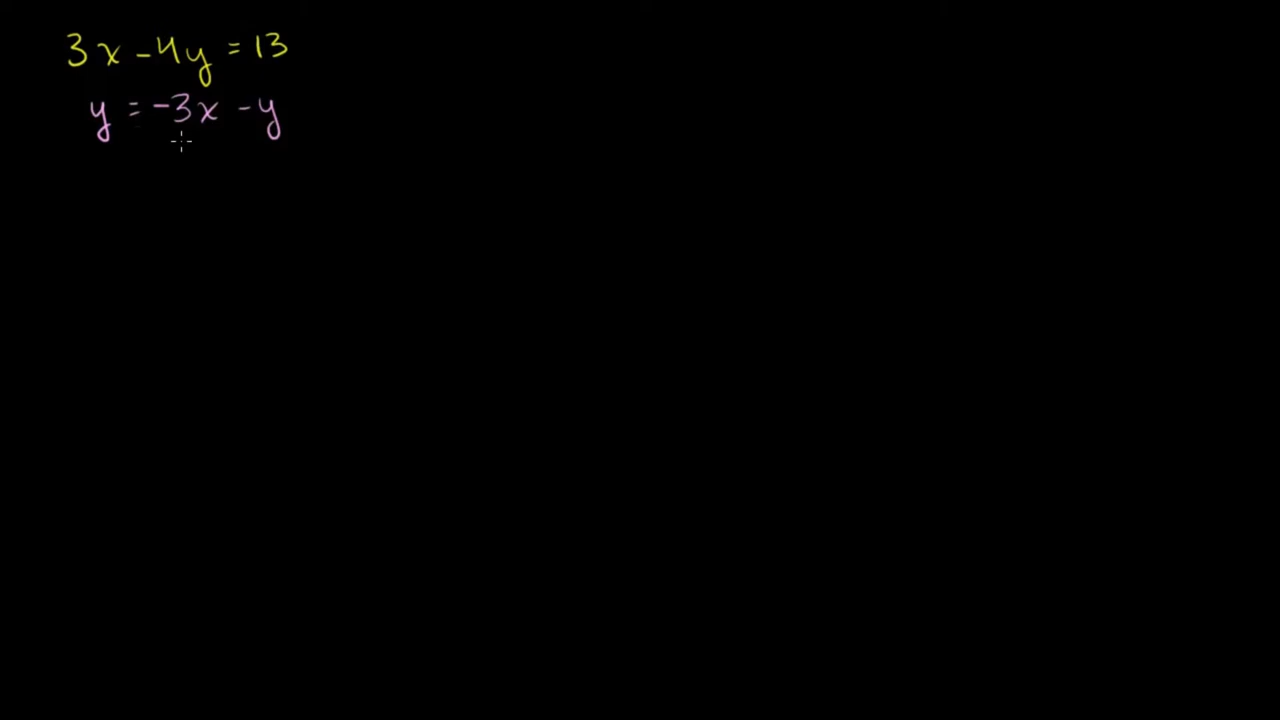 3x - 4y = 13
y = -3x - y